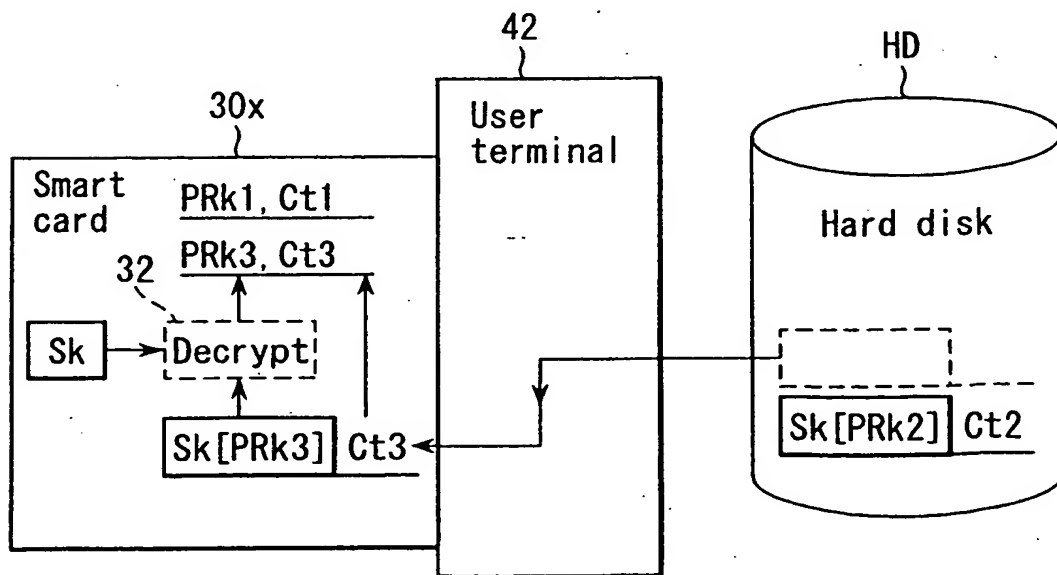 42
HD
30x
User
terminal
Smart
card
PRk1, Ct1
Hard disk
PRk3, Ct3
32
Sk
Decrypt
Sk[PRk3] Ct3
Sk[PRk2] Ct2